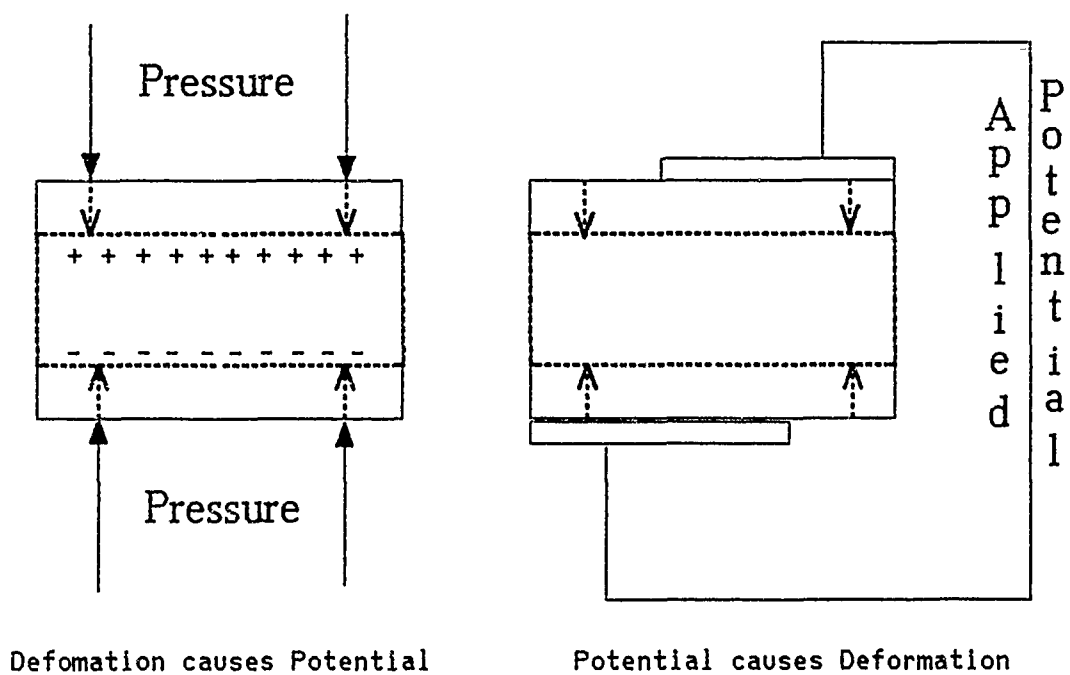 Pressure
+ + + + + + + + + +
- - - - - - - - - -
Pressure
Applied
Potential
Defomation causes Potential
Potential causes Deformation